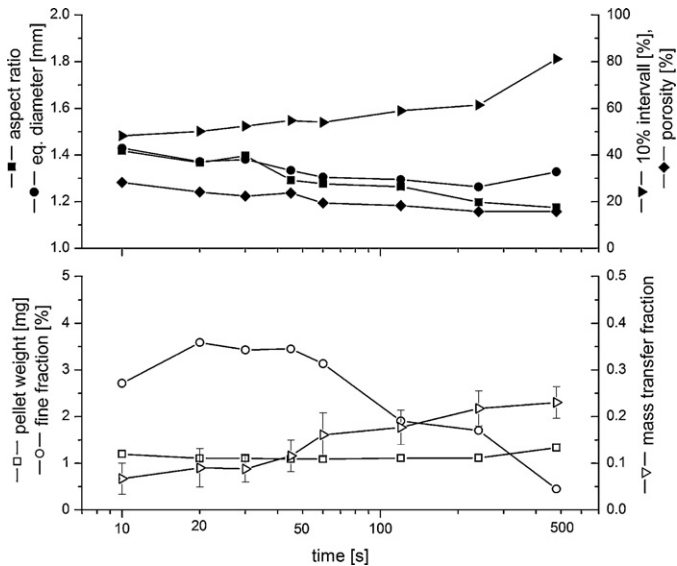 2.0
1.8
1.6
1.4
1.2
1.0
100
80
60
40
20
0
aspect ratio
eq. diameter [mm]
10% intervall [%],
porosity [%]
5
4
3
2
1
0
0.5
0.4
0.3
0.2
0.1
0.0
pellet weight [mg]
fine fraction [%]
mass transfer fraction
10 20 50 100 500
time [s]